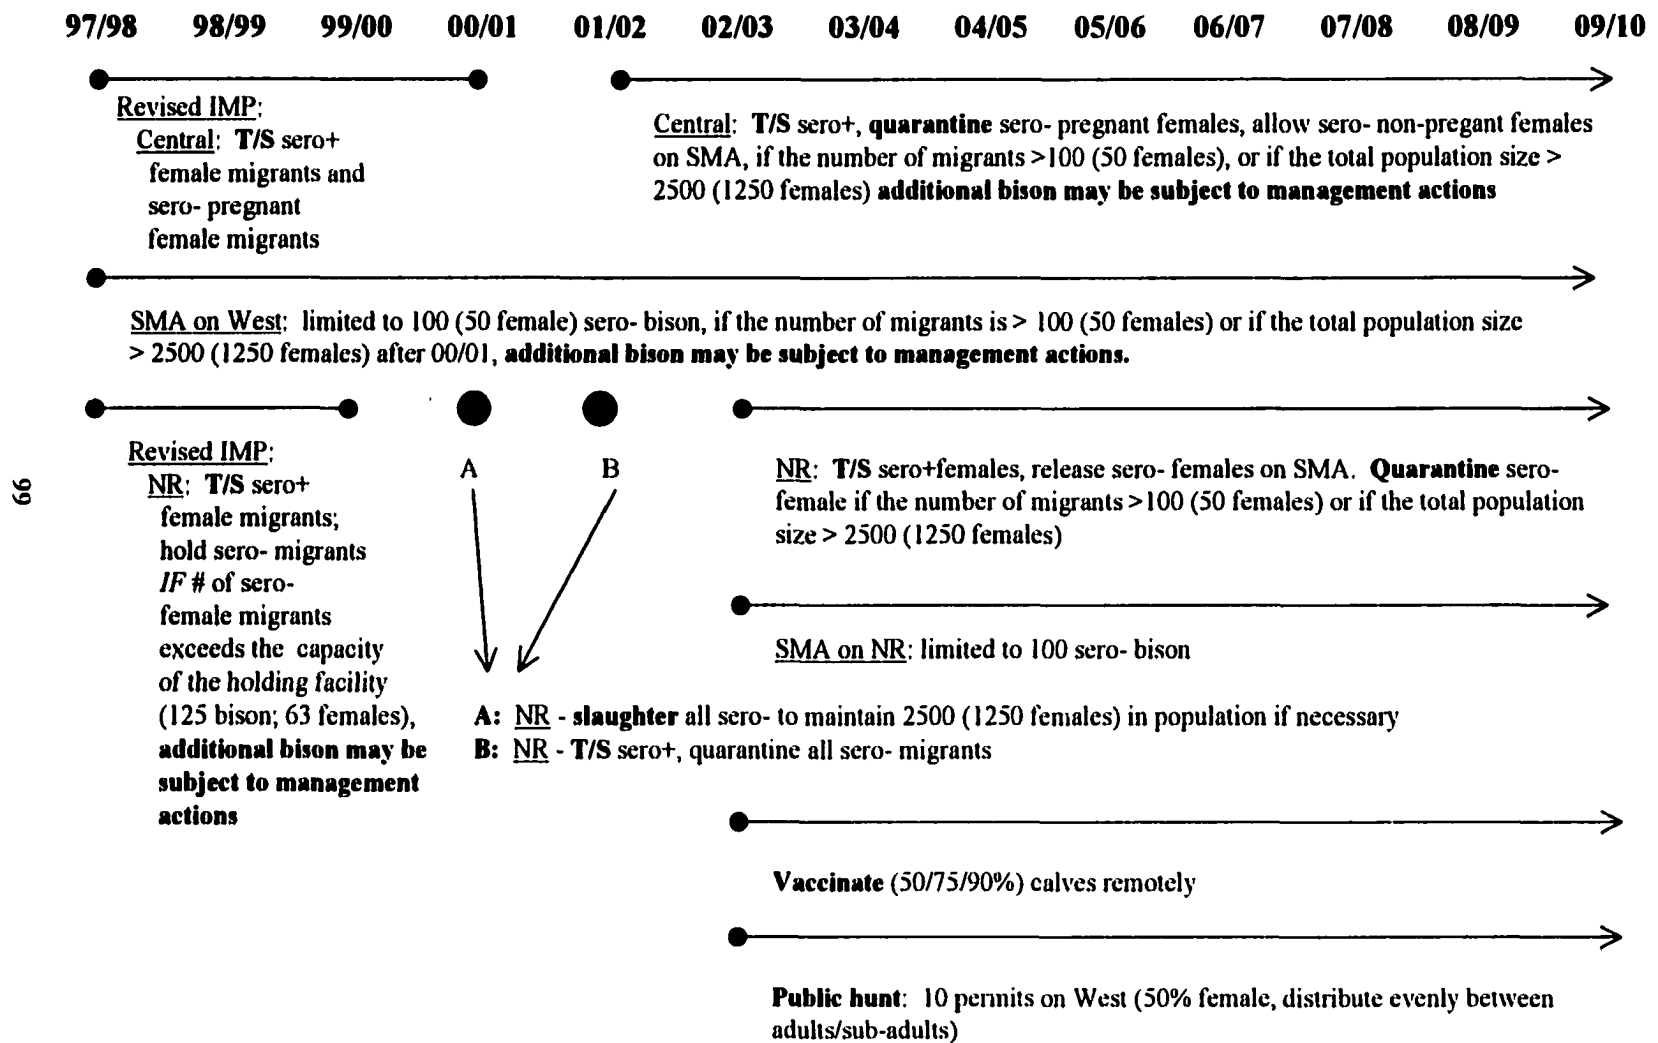 97/98 98/99 99/00 00/01 01/02 02/03 03/04 04/05 05/06 06/07 07/08 08/09 09/10
Revised IMP:
Central: T/S sero+
female migrants and
sero- pregnant
female migrants
Central: T/S sero+, quarantine sero- pregnant females, allow sero- non-pregant females
on SMA, if the number of migrants >100 (50 females), or if the total population size >
2500 (1250 females) additional bison may be subject to management actions
SMA on West: limited to 100 (50 female) sero- bison, if the number of migrants is > 100 (50 females) or if the total population size
> 2500 (1250 females) after 00/01, additional bison may be subject to management actions.
Revised IMP:
NR: T/S sero+
female migrants;
hold sero- migrants
IF # of sero-
female migrants
exceeds the capacity
of the holding facility
(125 bison; 63 females),
additional bison may be
subject to management
actions
A B
NR: T/S sero+females, release sero- females on SMA. Quarantine sero-
female if the number of migrants >100 (50 females) or if the total population
size > 2500 (1250 females)
SMA on NR: limited to 100 sero- bison
A: NR - slaughter all sero- to maintain 2500 (1250 females) in population if necessary
B: NR - T/S sero+, quarantine all sero- migrants
Vaccinate (50/75/90%) calves remotely
Public hunt: 10 permits on West (50% female, distribute evenly between
adults/sub-adults)
66